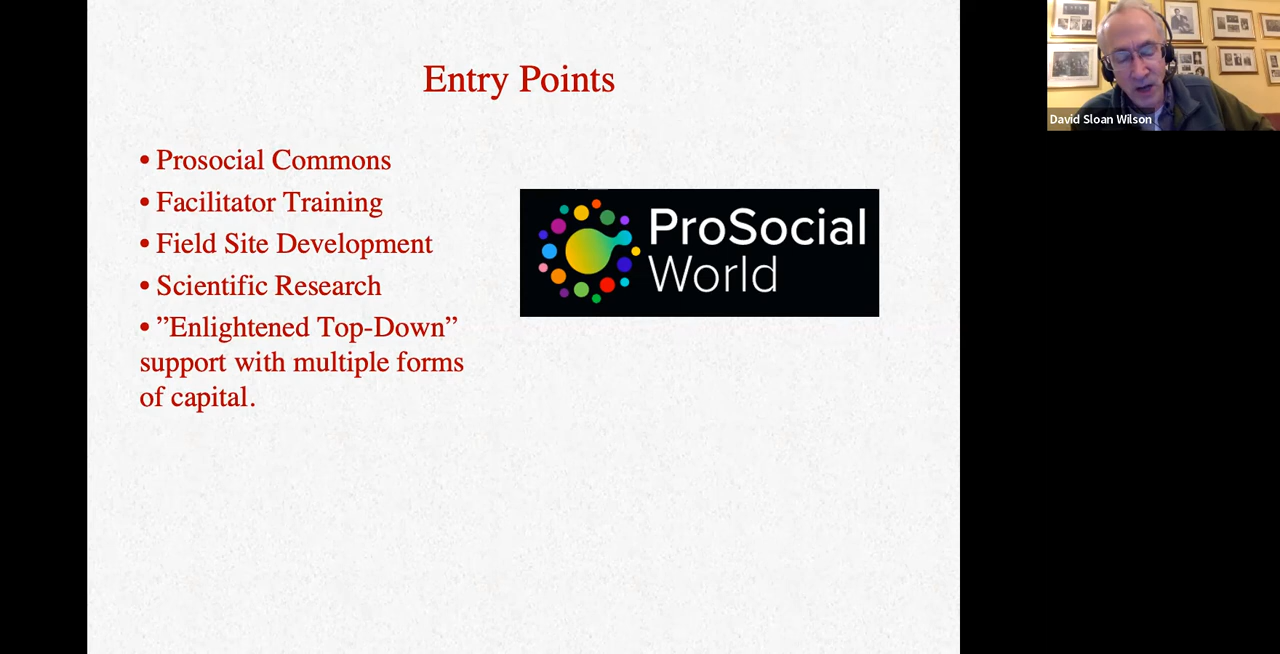 Entry Points
• Prosocial Commons
• Facilitator Training
• Field Site Development
• Scientific Research
• ”Enlightened Top-Down”
support with multiple forms
of capital.
ProSocial
World
David Sloan Wilson